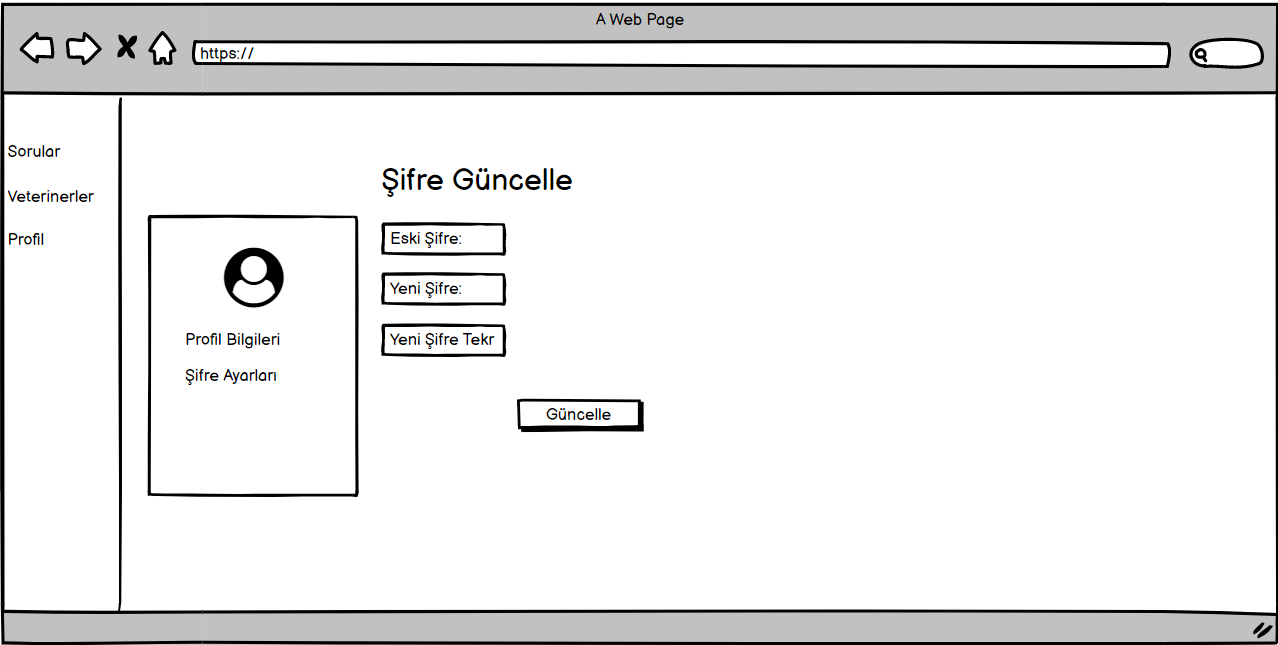 A Web Page
https://
Sorular
Veterinerler
Profil
Profil Bilgileri
Şifre Ayarları
Şifre Güncelle
Eski Şifre:
Yeni Şifre:
Yeni Şifre Tekr
Güncelle